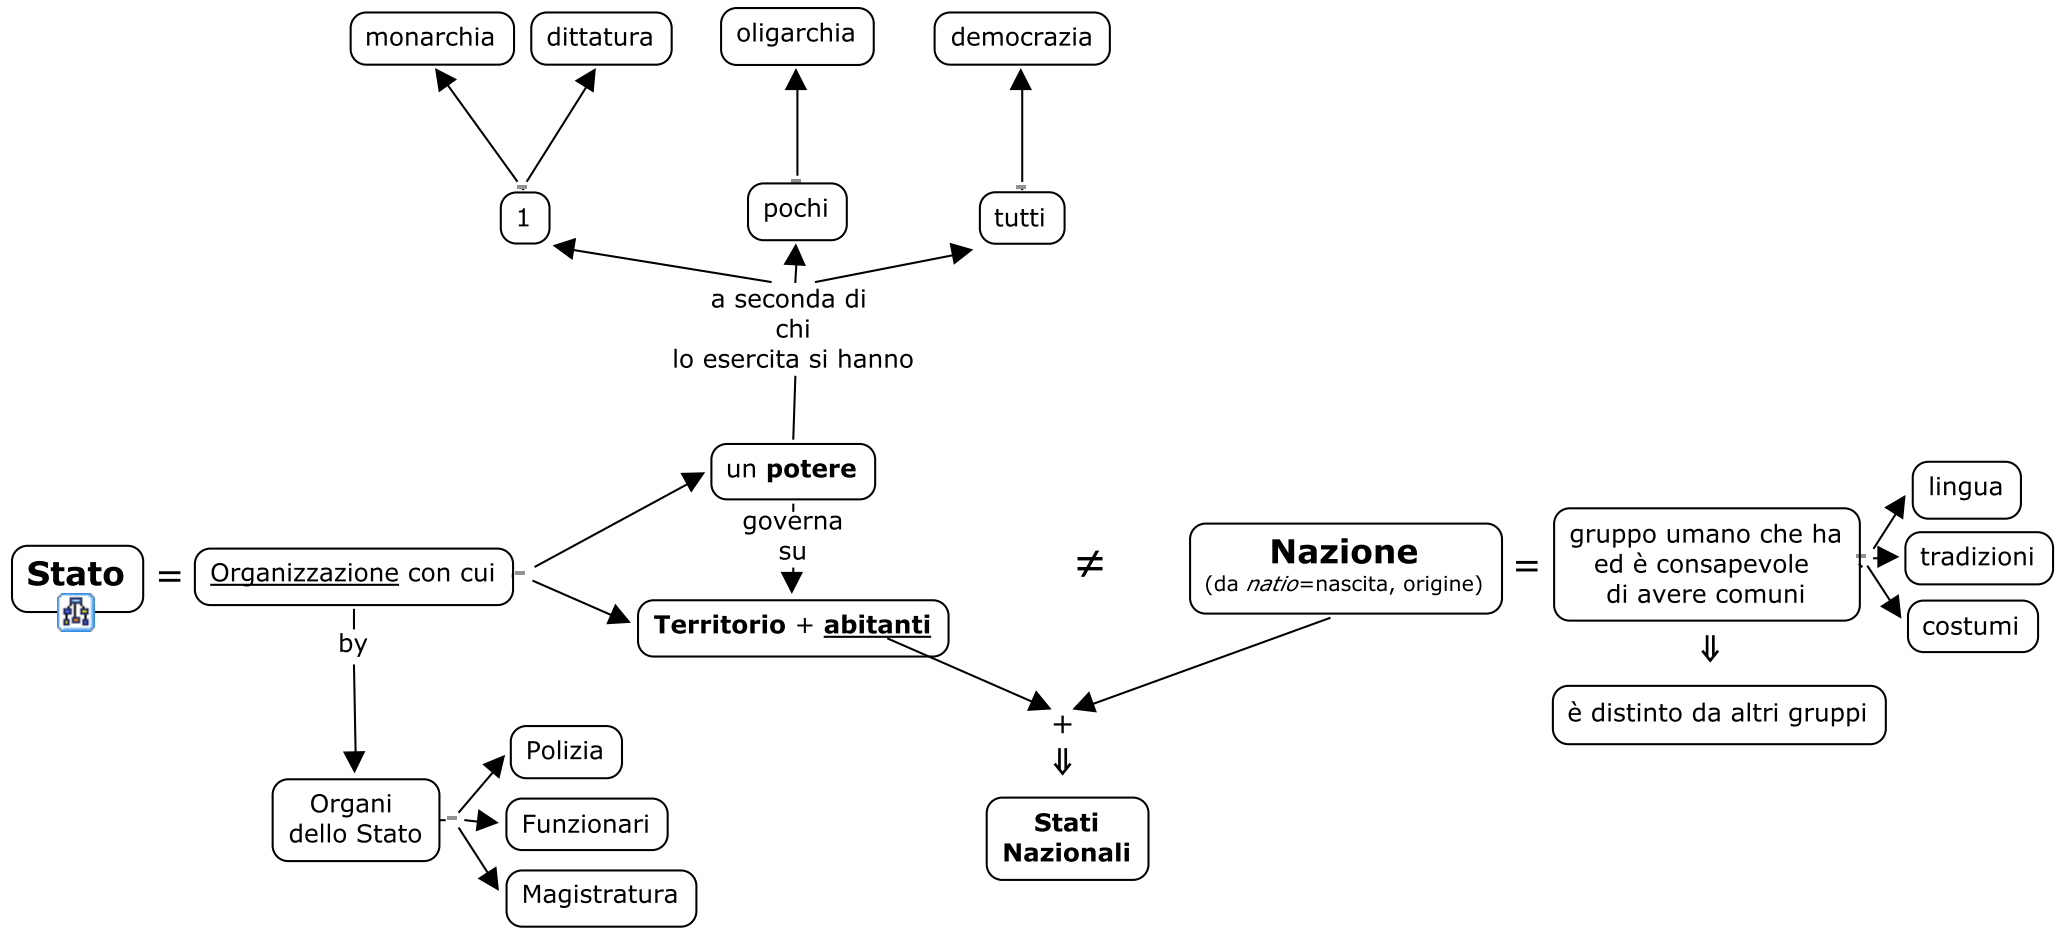 monarchia
dittatura
oligarchia
democrazia
1
pochi
tutti
a seconda di
chi
lo esercita si hanno
un potere
governa
su
Stato
=
Organizzazione con cui
Territorio + abitanti
≠
Nazione
(da natio=nascita, origine)
=
gruppo umano che ha
ed è consapevole
di avere comuni
lingua
tradizioni
costumi
⇓
è distinto da altri gruppi
by
Organi
dello Stato
Polizia
Funzionari
Magistratura
+
⇓
Stati
Nazionali